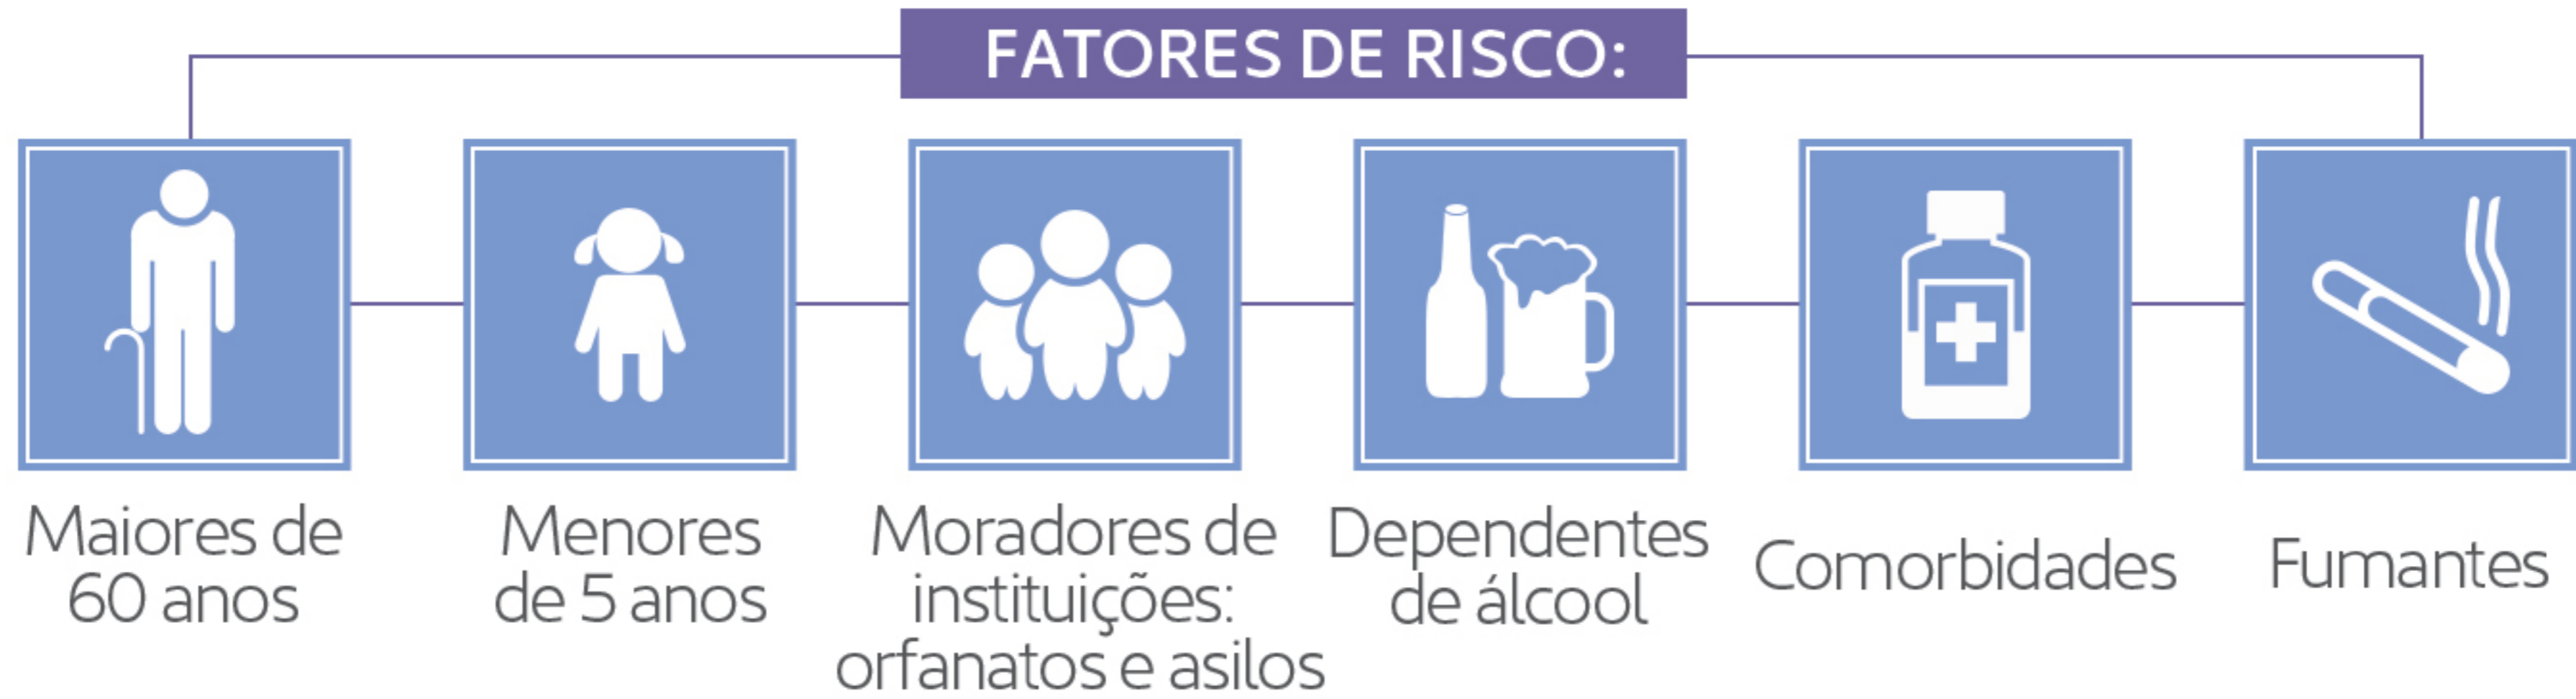 FATORES DE RISCO:
Maiores de
60 anos
Menores
de 5 anos
Moradores de
instituições:
orfanatos e asilos
Dependentes
de álcool
Comorbidades
Fumantes